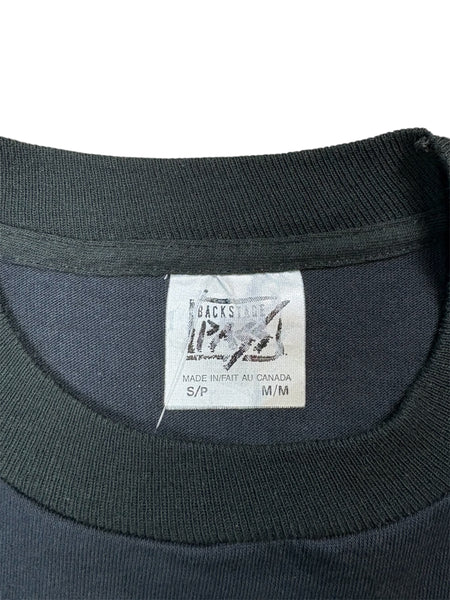 BACKSTAGE
PASS
MADE IN/FAIT AU CANADA
S/P M/M